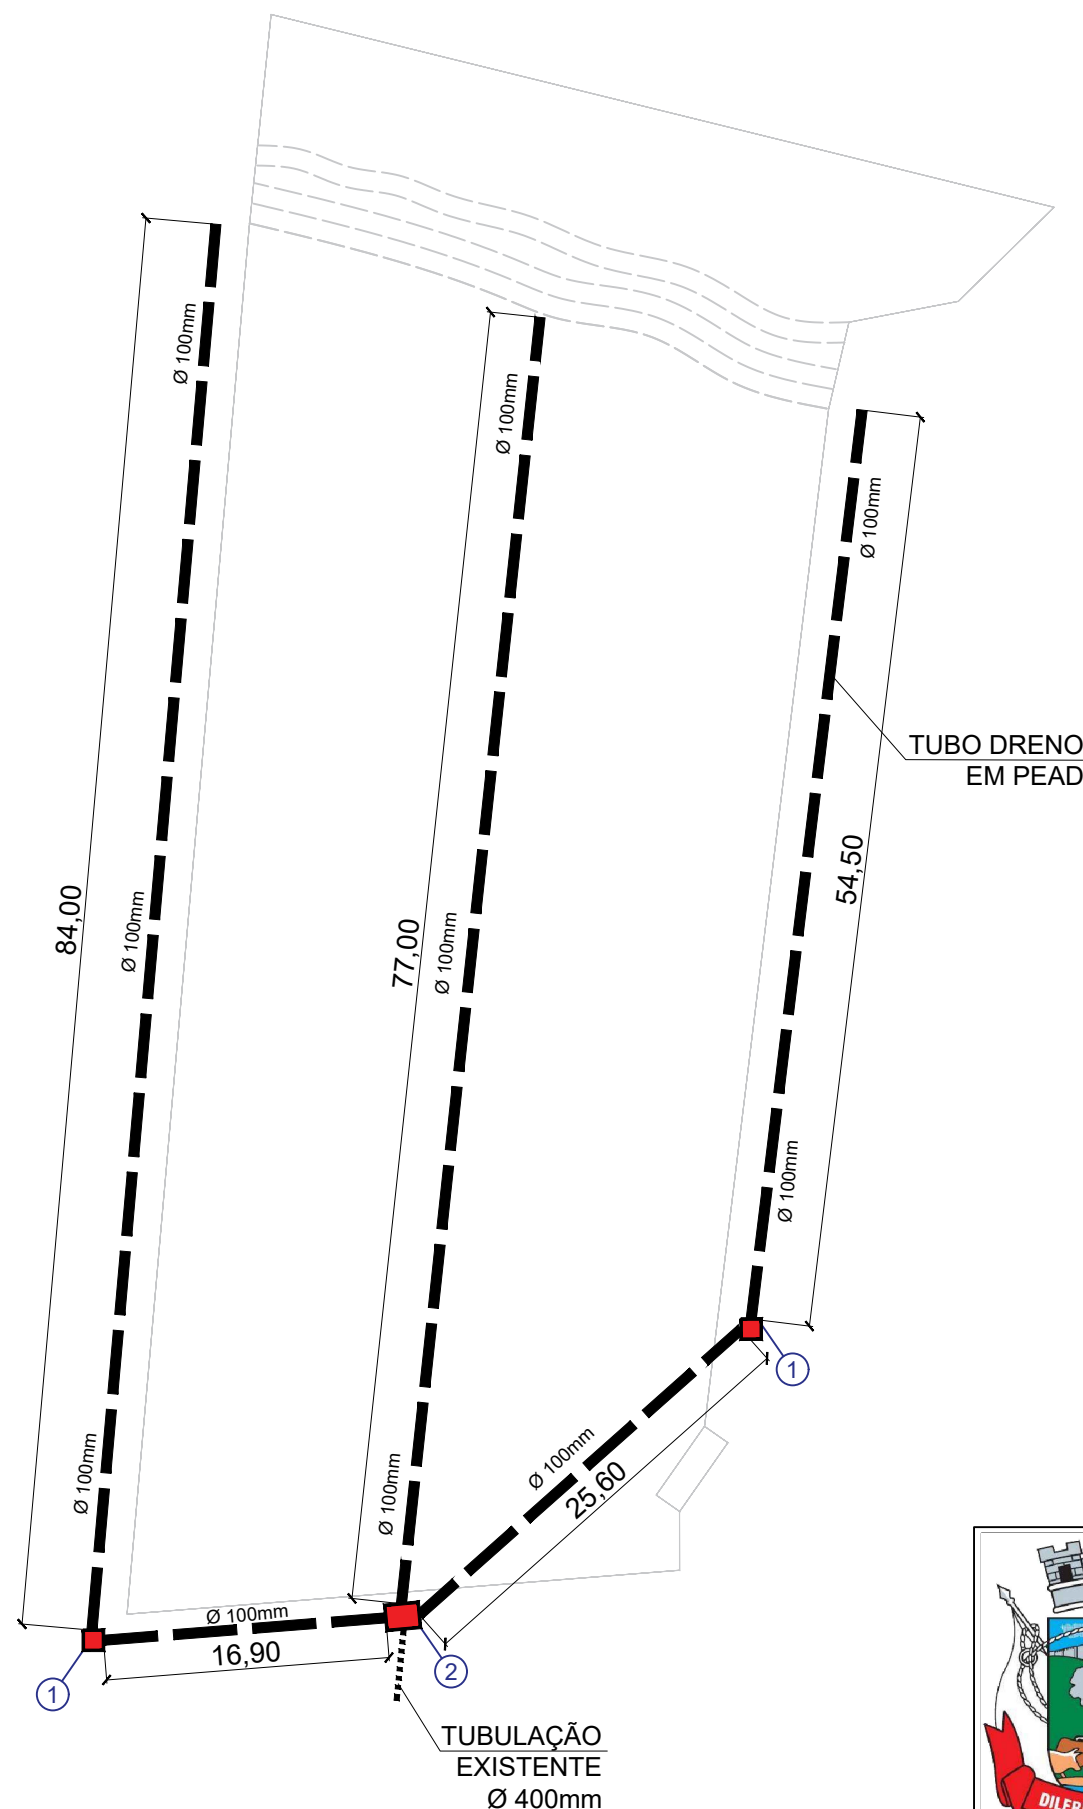 Ø 100mm
Ø 100mm
Ø 100mm
TUBO DRENO
EM PEAD
54,50
84,00
Ø 100mm
77,00
Ø 100mm
Ø 100mm
1
Ø 100mm
Ø 100mm
Ø 100mm
25,60
Ø 100mm
16,90
1
2
TUBULAÇÃO
EXISTENTE
Ø 400mm